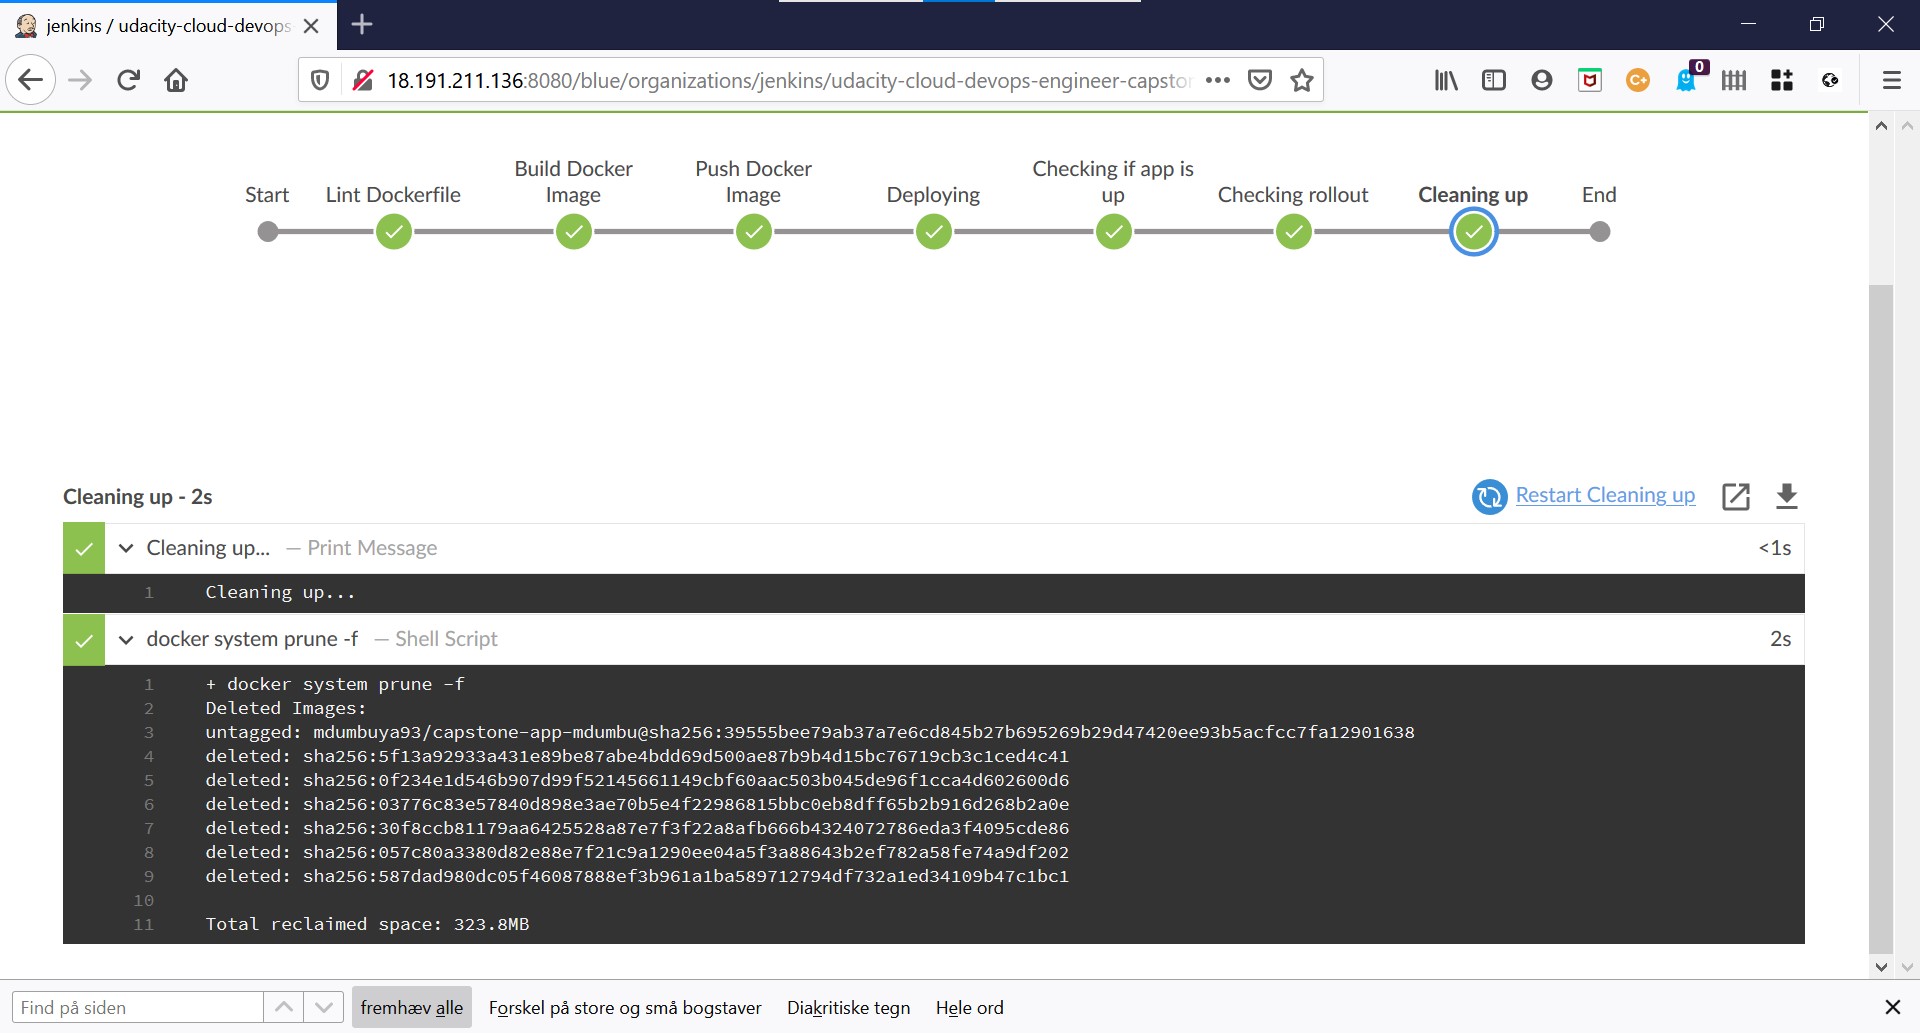 jenkins / udacity-cloud-devops
18.191.211.136:8080/blue/organizations/jenkins/udacity-cloud-devops-engineer-capsto
0
Start
Lint Dockerfile
Build Docker
Image
Push Docker
Image
Deploying
Checking if app is
up
Checking rollout
Cleaning up
End
Cleaning up - 2s
Restart Cleaning up
Cleaning up... — Print Message <1s
1 Cleaning up...
docker system prune -f — Shell Script 2s
1 + docker system prune -f
2 Deleted Images:
3 untagged: mdumbuya93/capstone-app-mdumbu@sha256:39555bee79ab37a7e6cd845b27b695269b29d47420ee93b5acfcc7fa12901638
4 deleted: sha256:5f13a92933a431e89be87abe4bdd69d500ae87b9b4d15bc76719cb3c1ced4c41
5 deleted: sha256:0f234e1d546b907d99f52145661149cbf60aac503b045de96f1cca4d602600d6
6 deleted: sha256:03776c83e57840d898e3ae70b5e4f22986815bbc0eb8dff65b2b916d268b2a0e
7 deleted: sha256:30f8ccb81179aa6425528a87e7f3f22a8afb666b4324072786eda3f4095cde86
8 deleted: sha256:057c80a3380d82e88e7f21c9a1290ee04a5f3a88643b2ef782a58fe74a9df202
9 deleted: sha256:587dad980dc05f46087888ef3b961a1ba589712794df732a1ed34109b47c1bc1
10
11 Total reclaimed space: 323.8MB
Find på siden
fremhæv alle
Forskel på store og små bogstaver
Diakritiske tegn
Hele ord